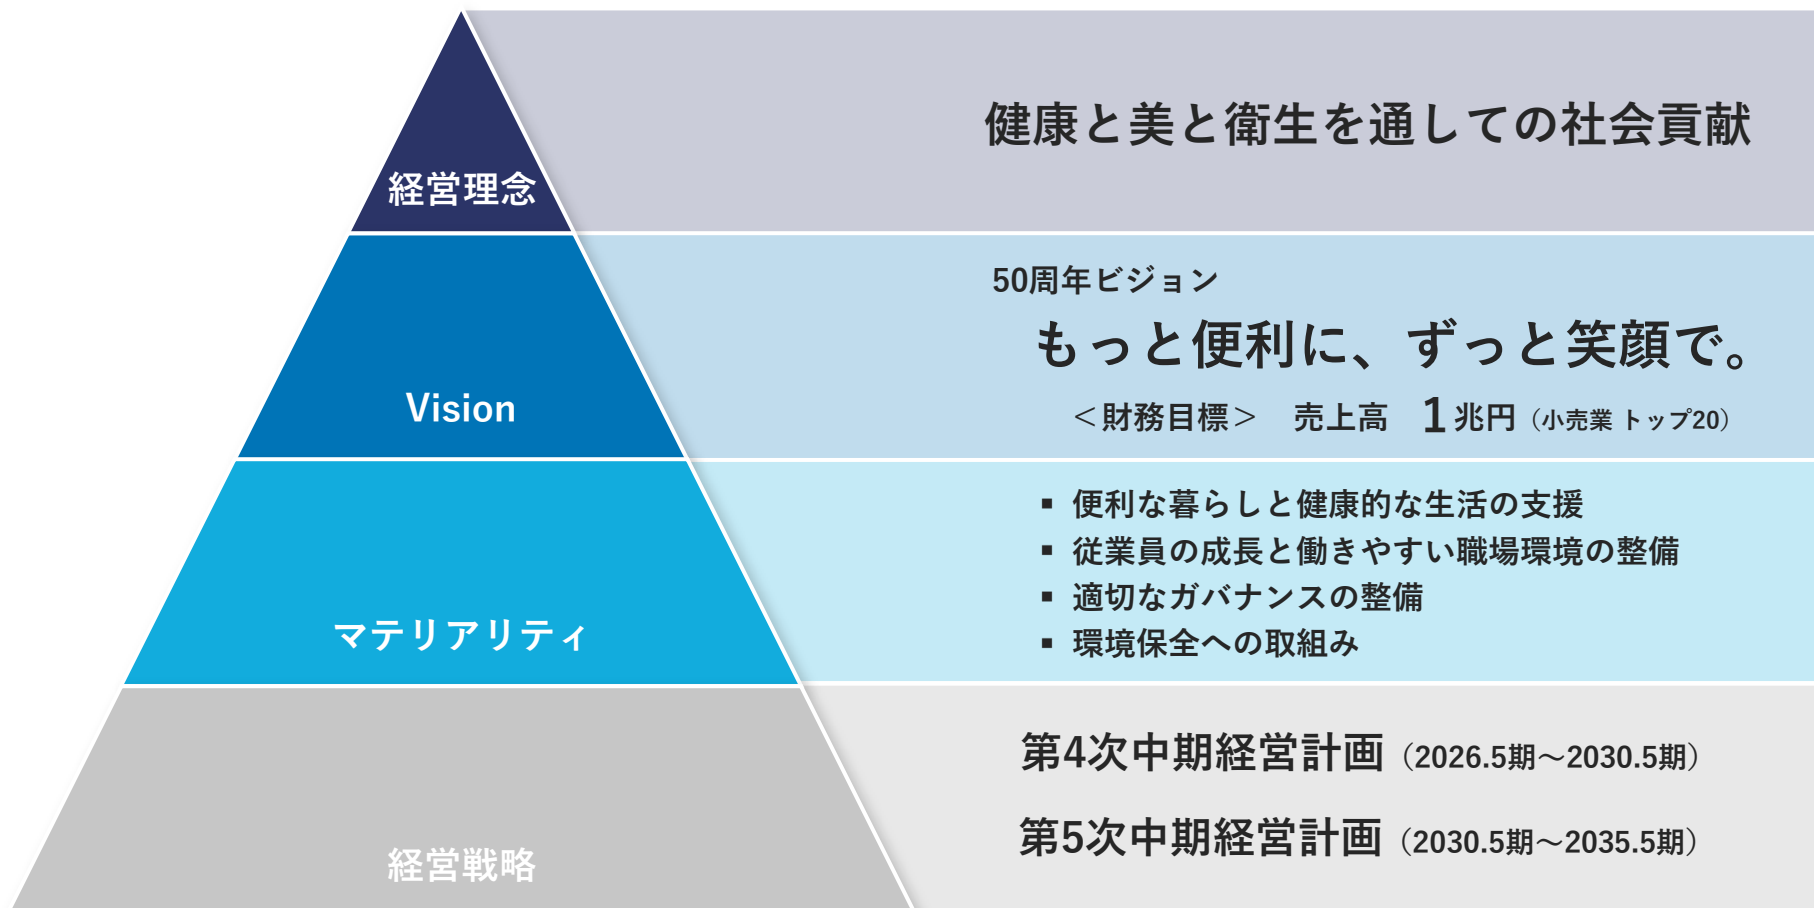 経営理念
健康と美と衛生を通しての社会貢献
Vision
50周年ビジョン
もっと便利に、ずっと笑顔で。
＜財務目標＞　売上高　1兆円（小売業 トップ20）
マテリアリティ
▪ 便利な暮らしと健康的な生活の支援
▪ 従業員の成長と働きやすい職場環境の整備
▪ 適切なガバナンスの整備
▪ 環境保全への取組み
経営戦略
第4次中期経営計画（2026.5期～2030.5期）
第5次中期経営計画（2030.5期～2035.5期）